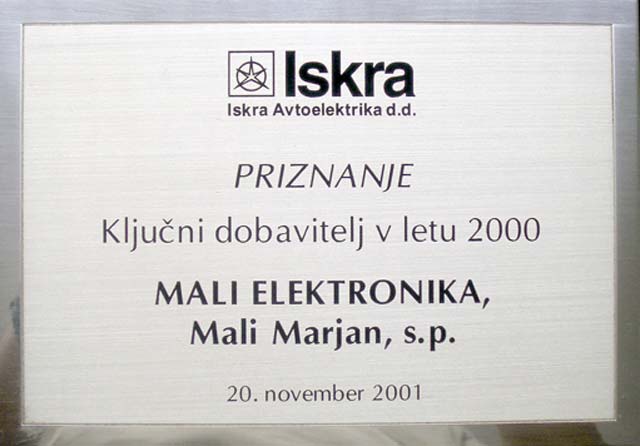 Iskra
Iskra Avtoelektrika d.d.
PRIZNANJE
Ključni dobavitelj v letu 2000
MALI ELEKTRONIKA,
Mali Marjan, s.p.
20. november 2001